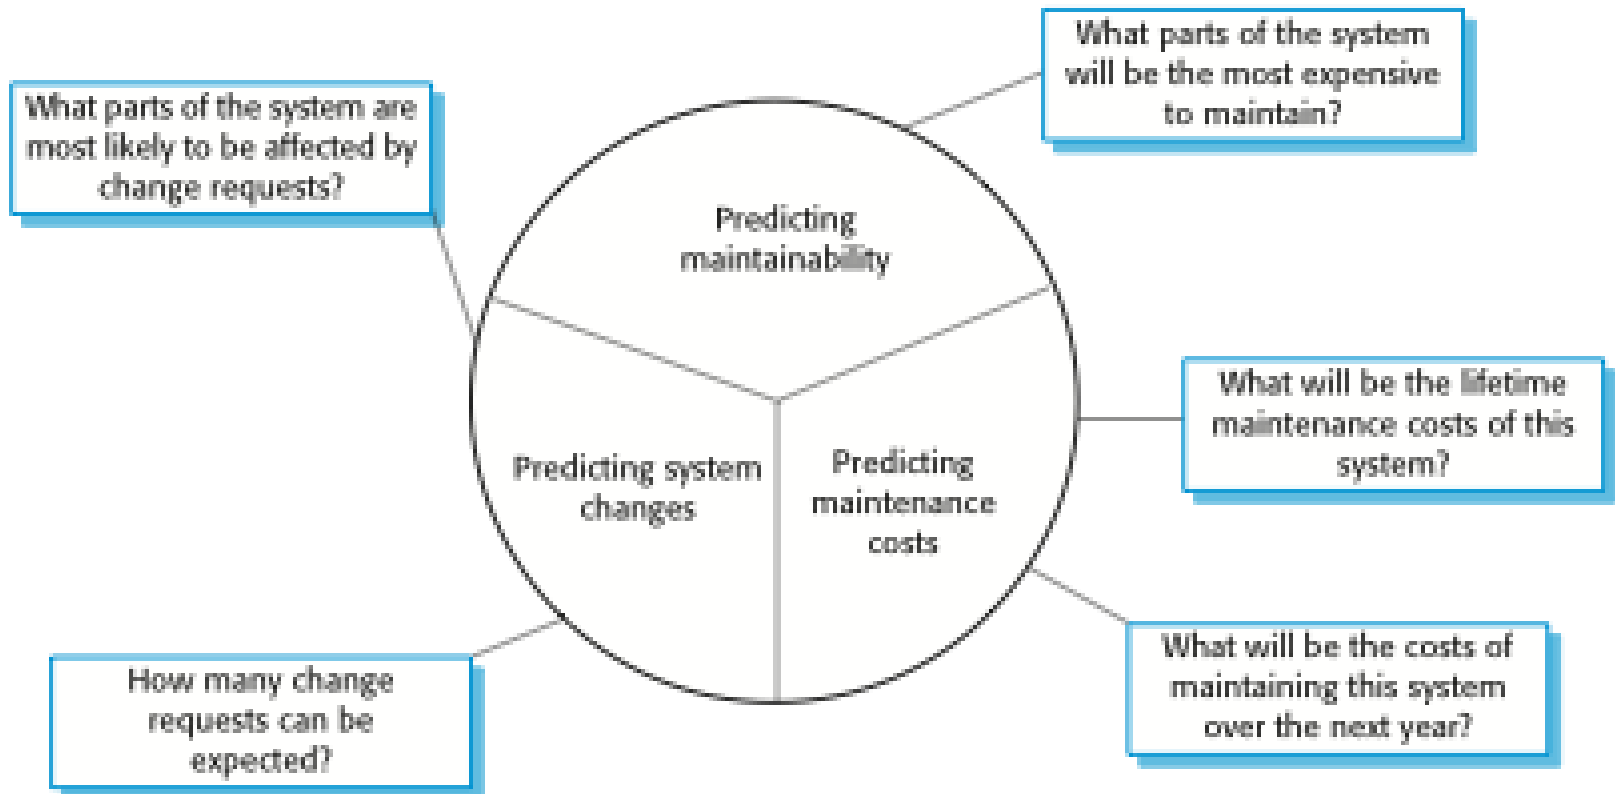 What parts of the system
will be the most expensive
to maintain?
What parts of the system are
most likely to be affected by
change requests?
Predicting
maintainability
What will be the lifetime
maintenance costs of this
system?
Predicting system
changes
Predicting
maintenance
costs
What will be the costs of
maintaining this system
over the next year?
How many change
requests can be
expected?